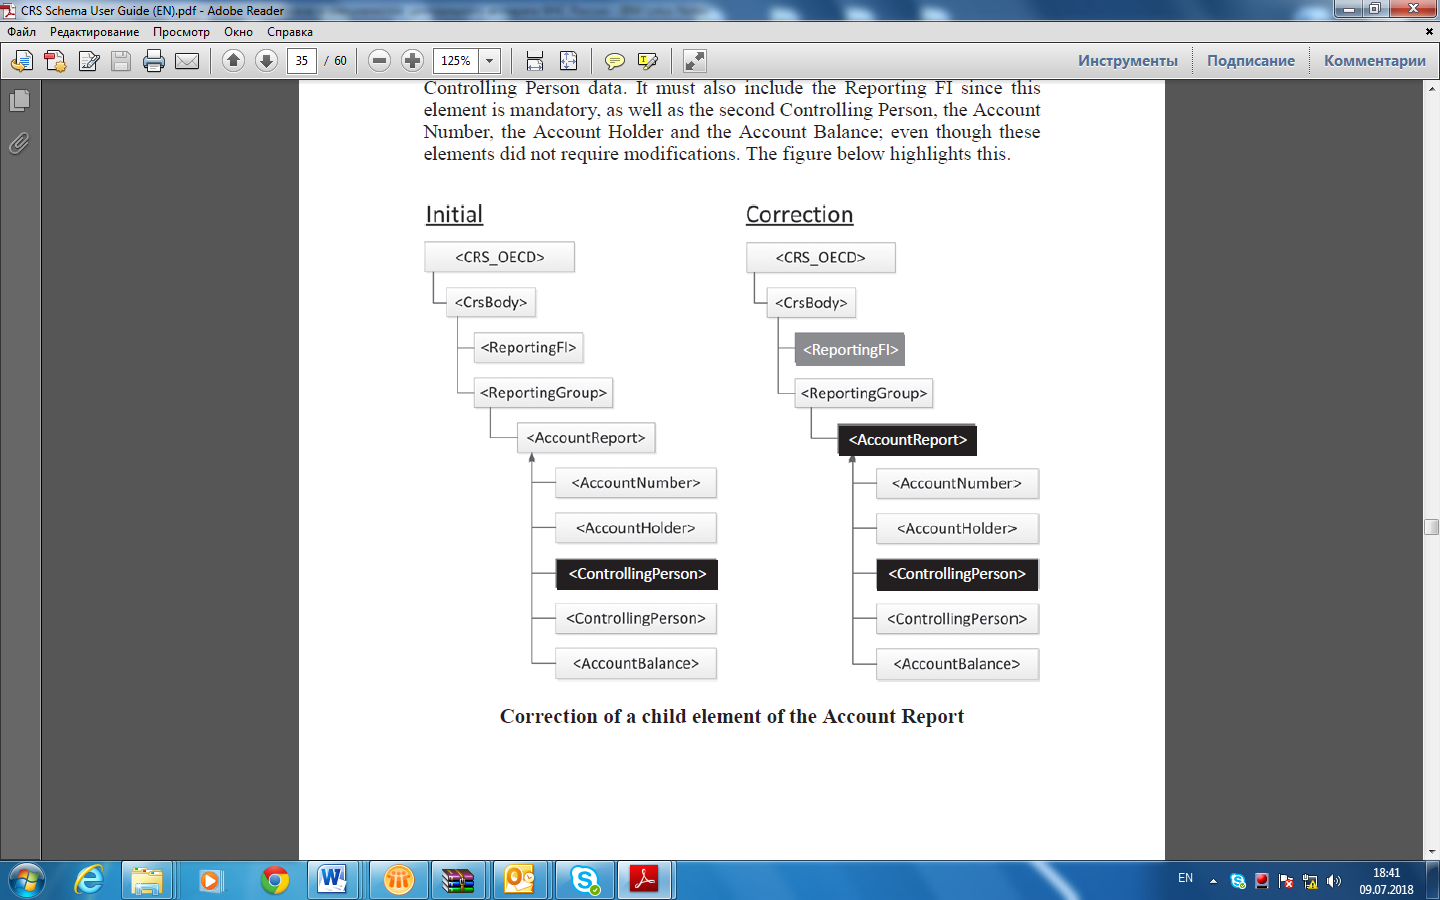 CRS Schema User Guide (EN).pdf - Adobe Reader
Файл Редактирование Просмотр Окно Справка
35 / 60 125% Инструменты Подписание Комментарии
Controlling Person data. It must also include the Reporting FI since this
element is mandatory, as well as the second Controlling Person, the Account
Number, the Account Holder and the Account Balance; even though these
elements did not require modifications. The figure below highlights this.
Initial
<CRS_OECD>
<CrsBody>
<ReportingFI>
<ReportingGroup>
<AccountReport>
<AccountNumber>
<AccountHolder>
<ControllingPerson>
<ControllingPerson>
<AccountBalance>
Correction
<CRS_OECD>
<CrsBody>
<ReportingFI>
<ReportingGroup>
<AccountReport>
<AccountNumber>
<AccountHolder>
<ControllingPerson>
<ControllingPerson>
<AccountBalance>
Correction of a child element of the Account Report
EN
18:41
09.07.2018